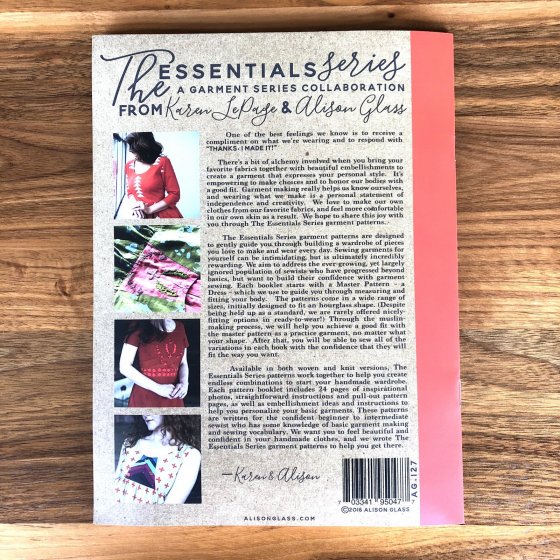 The ESSENTIALS series
A GARMENT SERIES COLLABORATION
FROM Karen LePage & Alison Glass
One of the best feelings we know is to receive a
compliment on what we're wearing and to respond with
"THANKS: I MADE IT!"
There's a bit of alchemy involved when you bring your
favorite fabrics together with beautiful embellishments to
create a garment that expresses your personal style. It's
empowering to make choices and to honor our bodies with
a good fit. Garment making really helps us know ourselves,
and wearing what we make is a personal statement of
independence and creativity. We love to make our own
clothes from our favorite fabrics, and feel more comfortable
in our own skin as a result. We hope to share this joy with
you through The Essentials Series garment patterns.
The Essentials Series garment patterns are designed
to gently guide you through building a wardrobe of pieces
you love to make and wear every day. Sewing garments for
yourself can be intimidating, but is ultimately incredibly
rewarding. We aim to address the ever-growing, yet largely
ignored population of sewists who have progressed beyond
basics, but want to build their confidence with garment
sewing. Each booklet starts with a Master Pattern - a
Dress - which we use to guide you through measuring and
fitting your body. The patterns come in a wide range of
sizes, initially designed to fit an hourglass shape. (Despite
being held up as a standard, we are rarely offered nicely-
fitting options in ready-to-wear!) Through the muslin-
making process, we will help you achieve a good fit with
the master pattern as a practice garment, no matter what
your shape. After that, you will be able to sew all of the
variations in each book with the confidence that they will
fit the way you want.
Available in both woven and knit versions, The
Essentials Series patterns work together to help you create
endless combinations to start your handmade wardrobe.
Each pattern booklet includes 24 pages of inspirational
photos, straightforward instructions and pull-out pattern
pages, as well as embellishment ideas and instructions to
help you personalize your basic garments. These patterns
are written for the confident beginner to intermediate
sewist who has some knowledge of basic garment making
and sewing vocabulary. We want you to feel beautiful and
confident in your handmade clothes, and we wrote The
Essentials Series garment patterns to help you get there.
—Karen & Alison
AG.127
7 03341 95047 7
©2016 ALISON GLASS
ALISONGLASS.COM